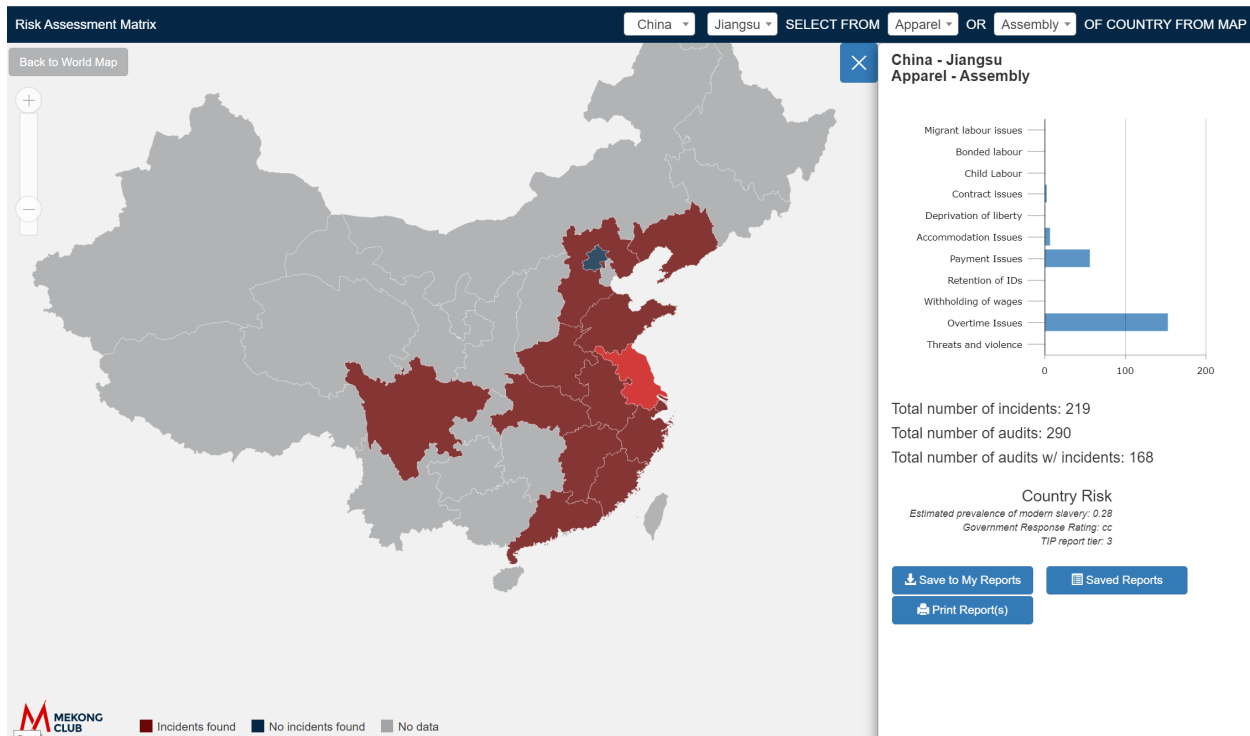 Risk Assessment Matrix
China Jiangsu SELECT FROM Apparel OR Assembly OF COUNTRY FROM MAP
Back to World Map
China - Jiangsu
Apparel - Assembly
Migrant labour issues
Bonded labour
Child Labour
Contract issues
Deprivation of liberty
Accommodation Issues
Payment Issues
Retention of IDs
Withholding of wages
Overtime Issues
Threats and violence
0 100 200
Total number of incidents: 219
Total number of audits: 290
Total number of audits w/ incidents: 168
Country Risk
Estimated prevalence of modern slavery: 0.28
Government Response Rating: cc
TIP report tier: 3
Save to My Reports
Saved Reports
Print Report(s)
MEKONG
CLUB
Incidents found
No incidents found
No data